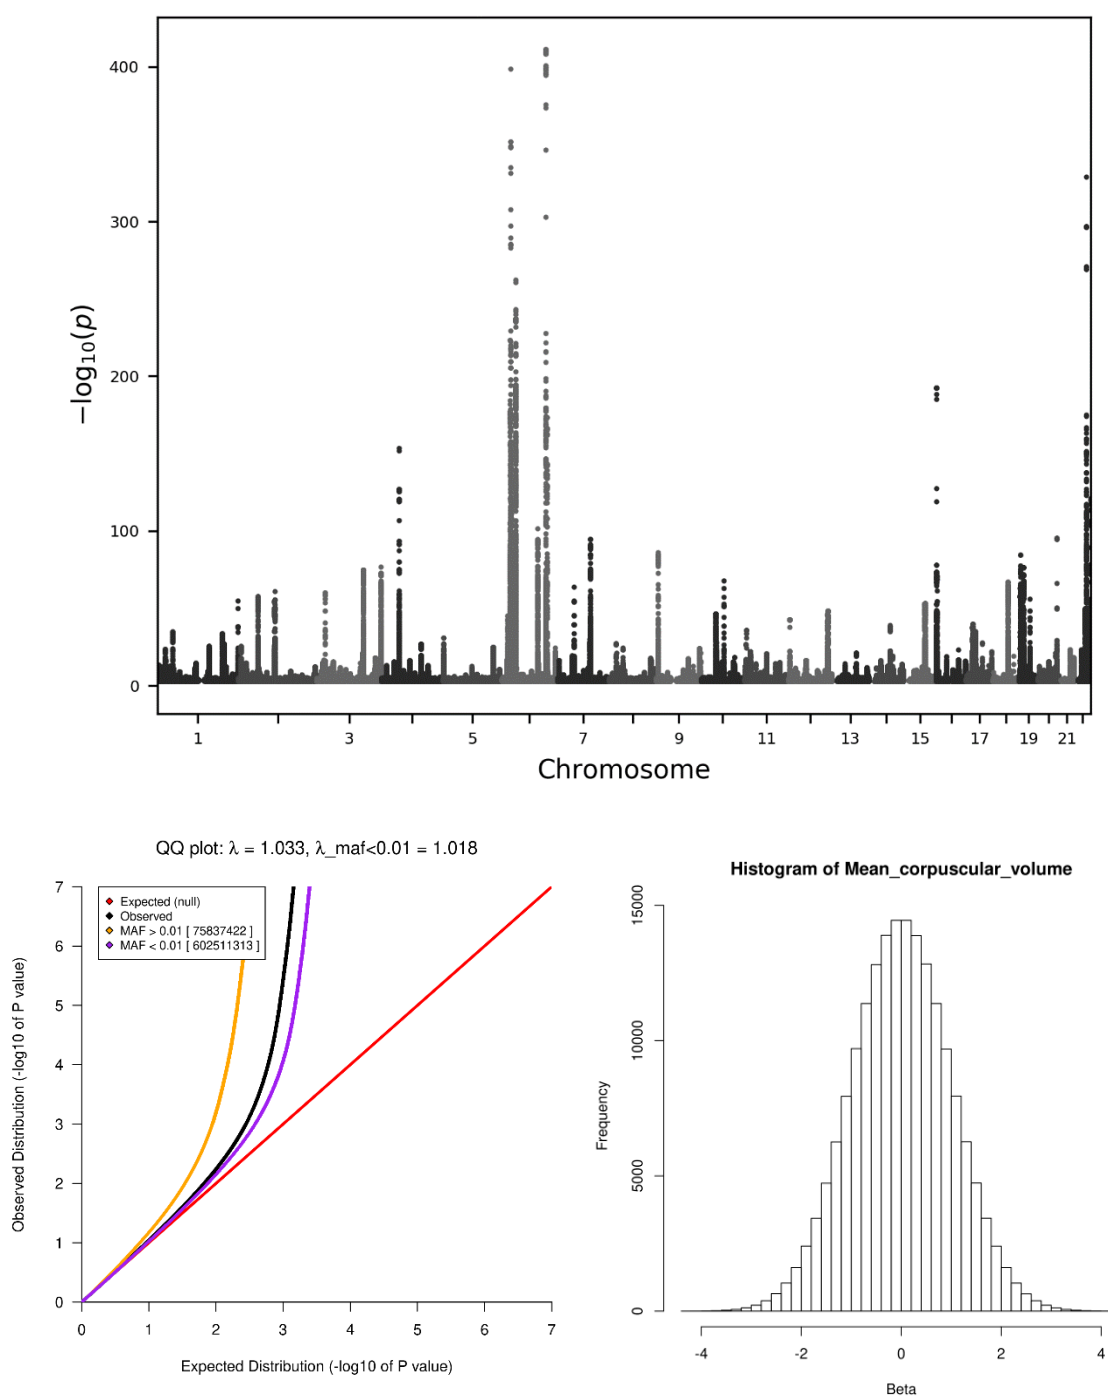 400
300
200
100
0
−log10(p)
1 3 5 7 9 11 13 15 17 19 21
Chromosome
QQ plot: λ = 1.033, λ_maf<0.01 = 1.018
7
6
5
4
3
2
1
0
Expected (null)
Observed
MAF > 0.01 [ 75837422 ]
MAF < 0.01 [ 602511313 ]
Observed Distribution (-log10 of P value)
0 1 2 3 4 5 6 7
Expected Distribution (-log10 of P value)
Histogram of Mean_corpuscular_volume
15000
10000
5000
0
Frequency
-4 -2 0 2 4
Beta